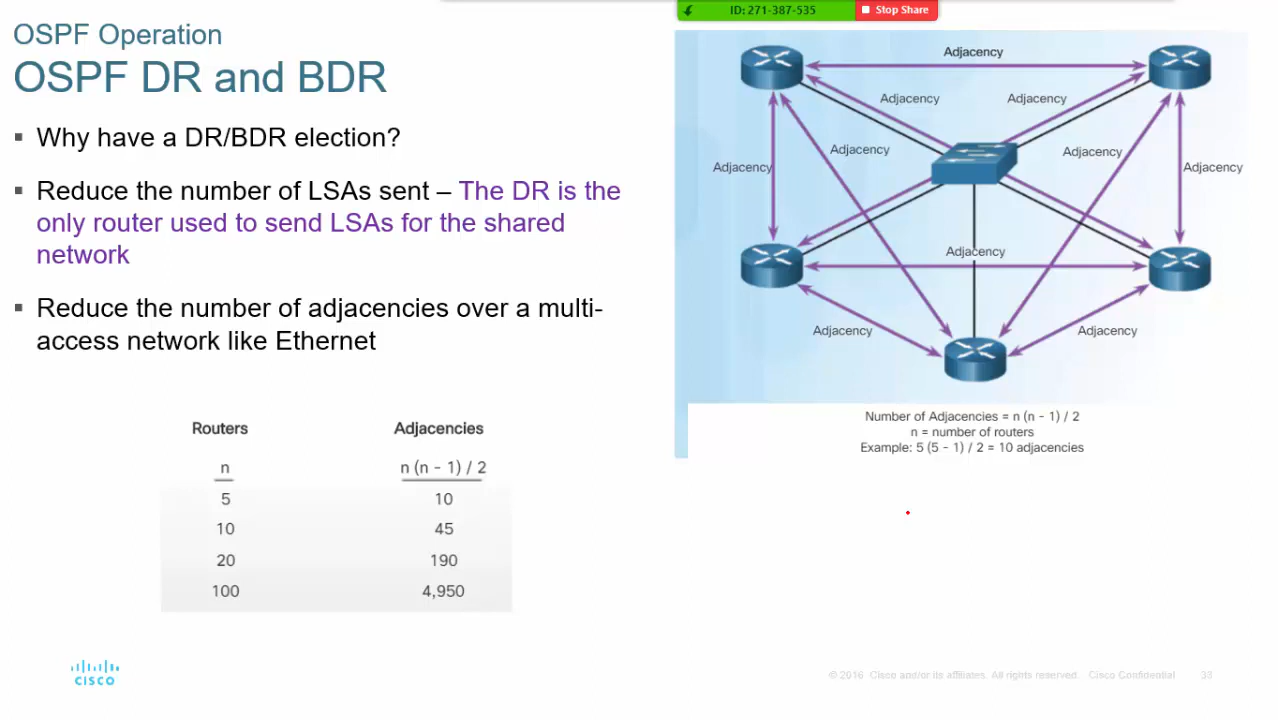 ID: 271-387-535
Stop Share
OSPF Operation
OSPF DR and BDR
▪ Why have a DR/BDR election?
▪ Reduce the number of LSAs sent – The DR is the
only router used to send LSAs for the shared
network
▪ Reduce the number of adjacencies over a multi-
access network like Ethernet
Routers Adjacencies
n n (n - 1) / 2
5 10
10 45
20 190
100 4,950
Adjacency
Adjacency
Adjacency
Adjacency
Adjacency
Adjacency
Adjacency
Adjacency
Adjacency
Adjacency
Number of Adjacencies = n (n - 1) / 2
n = number of routers
Example: 5 (5 - 1) / 2 = 10 adjacencies
CISCO
© 2016 Cisco and/or its affiliates. All rights reserved. Cisco Confidential 33